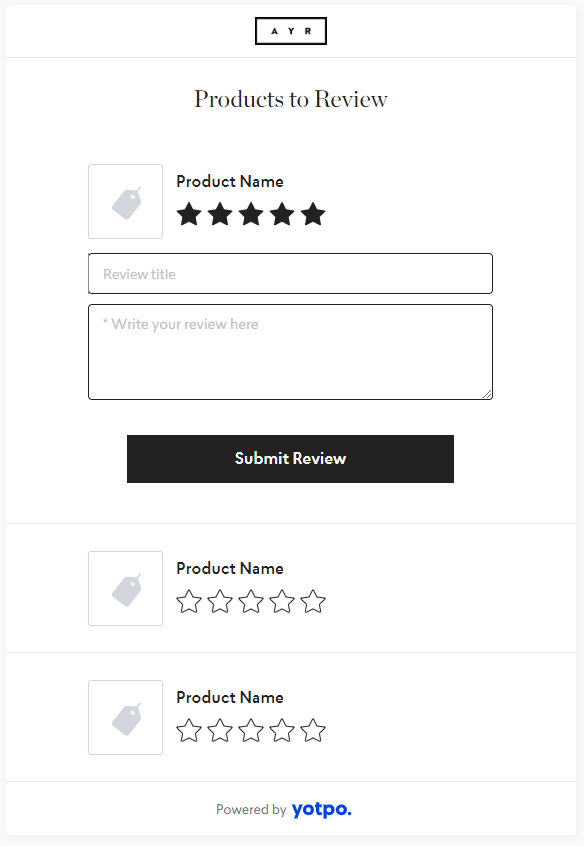 AYR
Products to Review
Product Name
Review title
* Write your review here
Submit Review
Product Name
Product Name
Powered by yotpo.